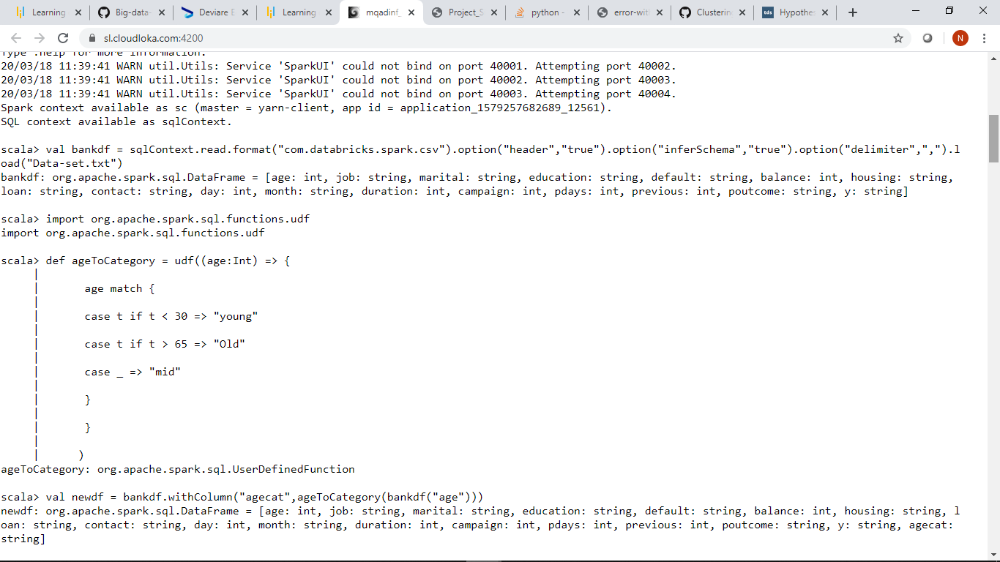 Learning
Big-data-
Deviare E
Learning
mqadinf_
Project_S
python -
error-wit
Clusterin
tds Hypothes
N
sl.cloudloka.com:4200
Type :help for more information.
20/03/18 11:39:41 WARN util.Utils: Service 'SparkUI' could not bind on port 40001. Attempting port 40002.
20/03/18 11:39:41 WARN util.Utils: Service 'SparkUI' could not bind on port 40002. Attempting port 40003.
20/03/18 11:39:41 WARN util.Utils: Service 'SparkUI' could not bind on port 40003. Attempting port 40004.
Spark context available as sc (master = yarn-client, app id = application_1579257682689_12561).
SQL context available as sqlContext.
scala> val bankdf = sqlContext.read.format("com.databricks.spark.csv").option("header","true").option("inferSchema","true").option("delimiter",",").l
oad("Data-set.txt")
bankdf: org.apache.spark.sql.DataFrame = [age: int, job: string, marital: string, education: string, default: string, balance: int, housing: string,
loan: string, contact: string, day: int, month: string, duration: int, campaign: int, pdays: int, previous: int, poutcome: string, y: string]
scala> import org.apache.spark.sql.functions.udf
import org.apache.spark.sql.functions.udf
scala> def ageToCategory = udf((age:Int) => {
|
| age match {
|
| case t if t < 30 => "young"
|
| case t if t > 65 => "Old"
|
| case _ => "mid"
|
| }
|
| }
|
| )
ageToCategory: org.apache.spark.sql.UserDefinedFunction
scala> val newdf = bankdf.withColumn("agecat",ageToCategory(bankdf("age")))
newdf: org.apache.spark.sql.DataFrame = [age: int, job: string, marital: string, education: string, default: string, balance: int, housing: string, l
oan: string, contact: string, day: int, month: string, duration: int, campaign: int, pdays: int, previous: int, poutcome: string, y: string, agecat:
string]